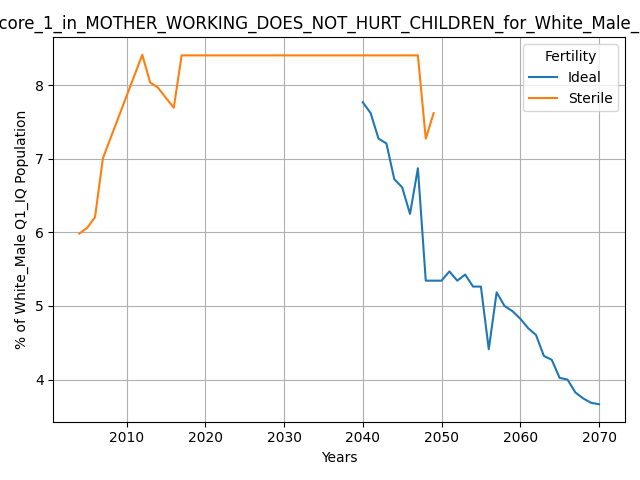 core_1_in_MOTHER_WORKING_DOES_NOT_HURT_CHILDREN_for_White_Male_
Fertility
Ideal
Sterile
% of White_Male Q1_IQ Population
8
7
6
5
4
2010 2020 2030 2040 2050 2060 2070
Years